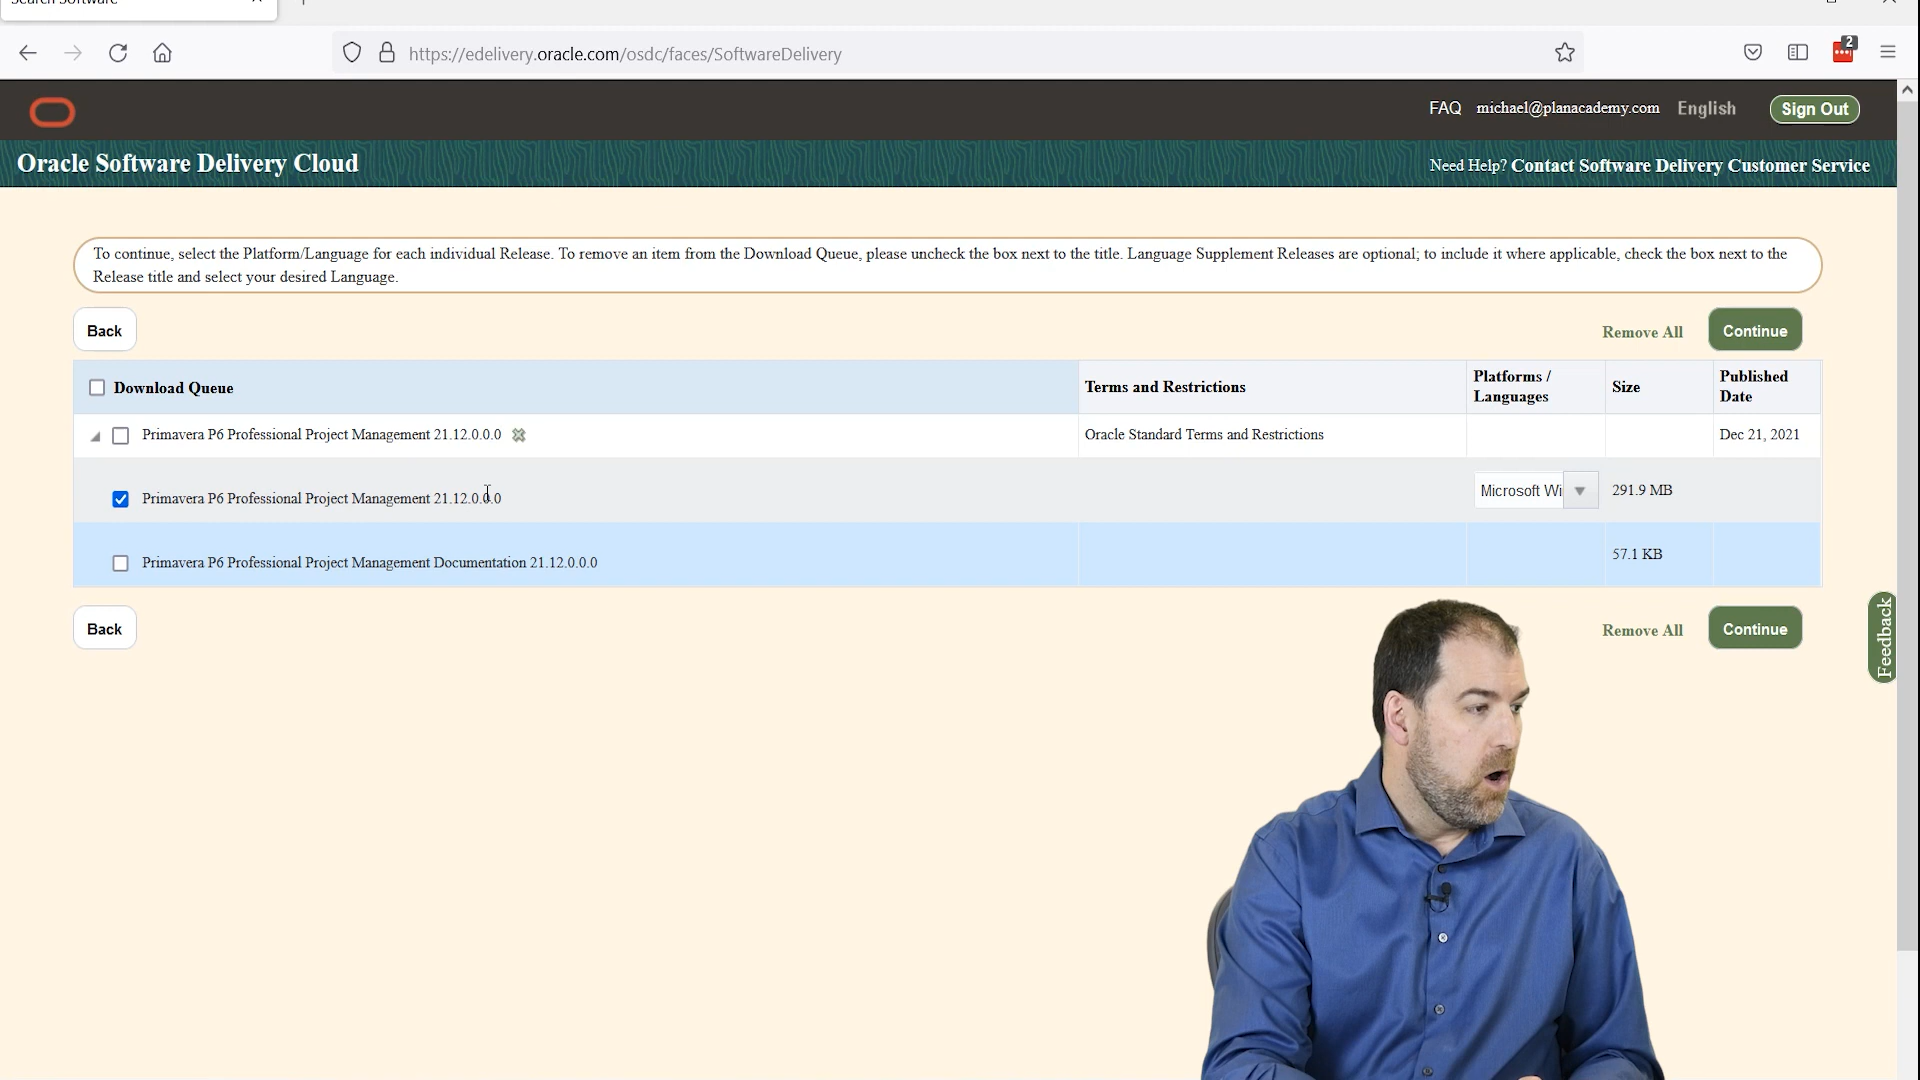 https://edelivery.oracle.com/osdc/faces/SoftwareDelivery
2
FAQ michael@planacademy.com English Sign Out
Oracle Software Delivery Cloud
Need Help? Contact Software Delivery Customer Service
To continue, select the Platform/Language for each individual Release. To remove an item from the Download Queue, please uncheck the box next to the title. Language Supplement Releases are optional; to include it where applicable, check the box next to the
Release title and select your desired Language.
Back Remove All Continue
Download Queue Terms and Restrictions Platforms / Languages Size Published Date
Primavera P6 Professional Project Management 21.12.0.0.0 Oracle Standard Terms and Restrictions Dec 21, 2021
Primavera P6 Professional Project Management 21.12.0.0.0 Microsoft Wi 291.9 MB
Primavera P6 Professional Project Management Documentation 21.12.0.0.0 57.1 KB
Back Remove All Continue
Feedback